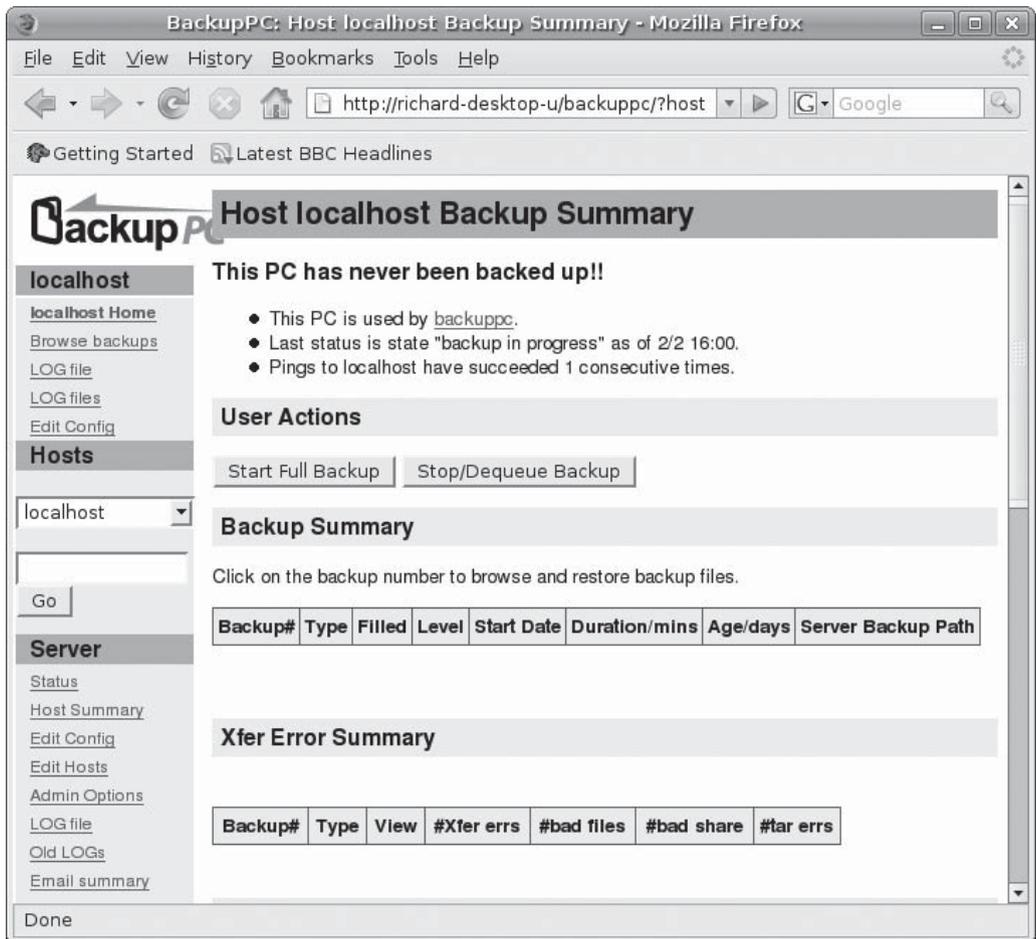 BackupPC: Host localhost Backup Summary - Mozilla Firefox
File Edit View History Bookmarks Tools Help
http://richard-desktop-u/backuppc/?host
G Google
Getting Started Latest BBC Headlines
BackupPC
localhost
localhost Home
Browse backups
LOG file
LOG files
Edit Config
Hosts
localhost
Go
Server
Status
Host Summary
Edit Config
Edit Hosts
Admin Options
LOG file
Old LOGs
Email summary
Host localhost Backup Summary
This PC has never been backed up!!
• This PC is used by backuppc.
• Last status is state "backup in progress" as of 2/2 16:00.
• Pings to localhost have succeeded 1 consecutive times.
User Actions
Start Full Backup Stop/Dequeue Backup
Backup Summary
Click on the backup number to browse and restore backup files.
Backup# Type Filled Level Start Date Duration/mins Age/days Server Backup Path
Xfer Error Summary
Backup# Type View #Xfer errs #bad files #bad share #tar errs
Done